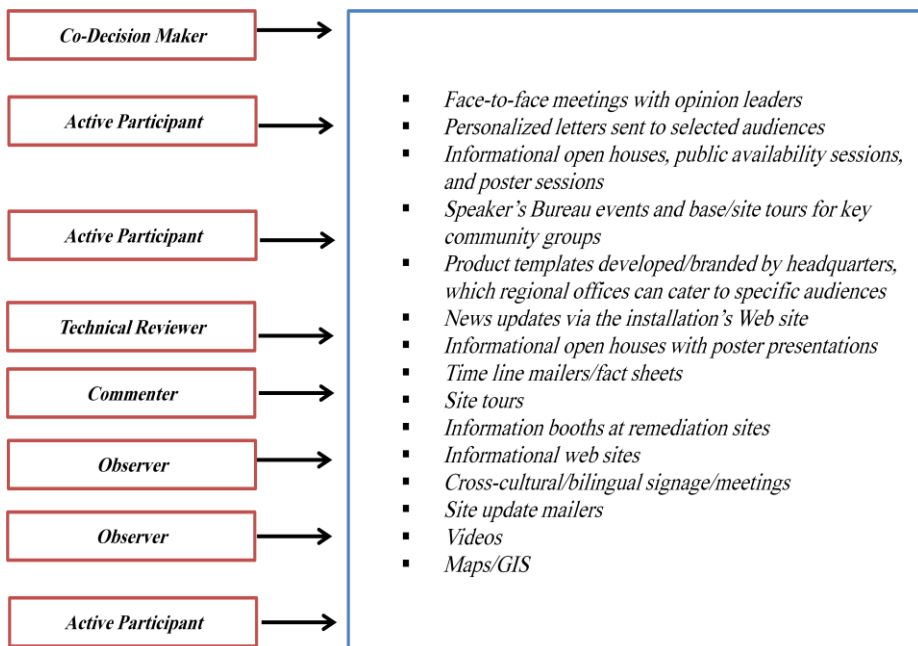 Co-Decision Maker
Active Participant
Active Participant
Technical Reviewer
Commenter
Observer
Observer
Active Participant
▪ Face-to-face meetings with opinion leaders
▪ Personalized letters sent to selected audiences
▪ Informational open houses, public availability sessions,
and poster sessions
▪ Speaker’s Bureau events and base/site tours for key
community groups
▪ Product templates developed/branded by headquarters,
which regional offices can cater to specific audiences
▪ News updates via the installation’s Web site
▪ Informational open houses with poster presentations
▪ Time line mailers/fact sheets
▪ Site tours
▪ Information booths at remediation sites
▪ Informational web sites
▪ Cross-cultural/bilingual signage/meetings
▪ Site update mailers
▪ Videos
▪ Maps/GIS